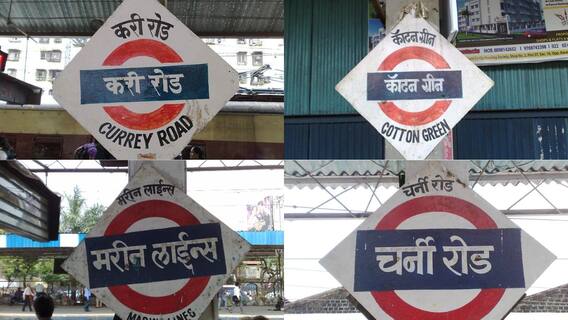 करी रोड
करी रोड
CURREY ROAD
कॅाटन ग्रीन
कॅाटन ग्रीन
COTTON GREEN
मरीन लाईन्स
मरीन लाईन्स
चर्नी रोड
चर्नी रोड